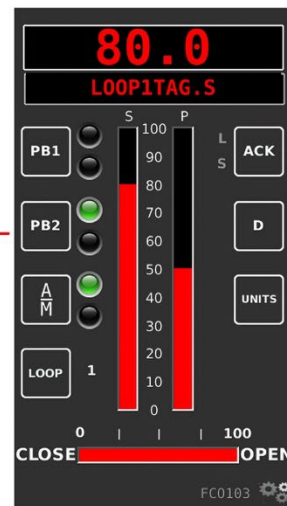 80.0
LOOP1TAG.S
S P
PB1
100
90
80
70
60
50
40
30
20
10
0
L
S
ACK
PB2
D
A
M
UNITS
LOOP 1
0 | | | 100
CLOSE OPEN
FC0103